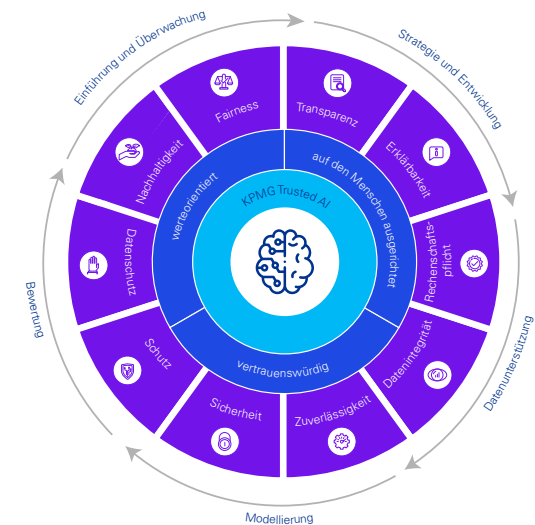 Einführung und Überwachung
Strategie und Entwicklung
Datenunterstützung
Modellierung
Bewertung
Fairness
Transparenz
Erklärbarkeit
Rechenschafts-
pflicht
Datenintegrität
Zuverlässigkeit
Sicherheit
Schutz
Datenschutz
Nachhaltigkeit
werteorientiert
auf den Menschen ausgerichtet
vertrauenswürdig
KPMG Trusted AI